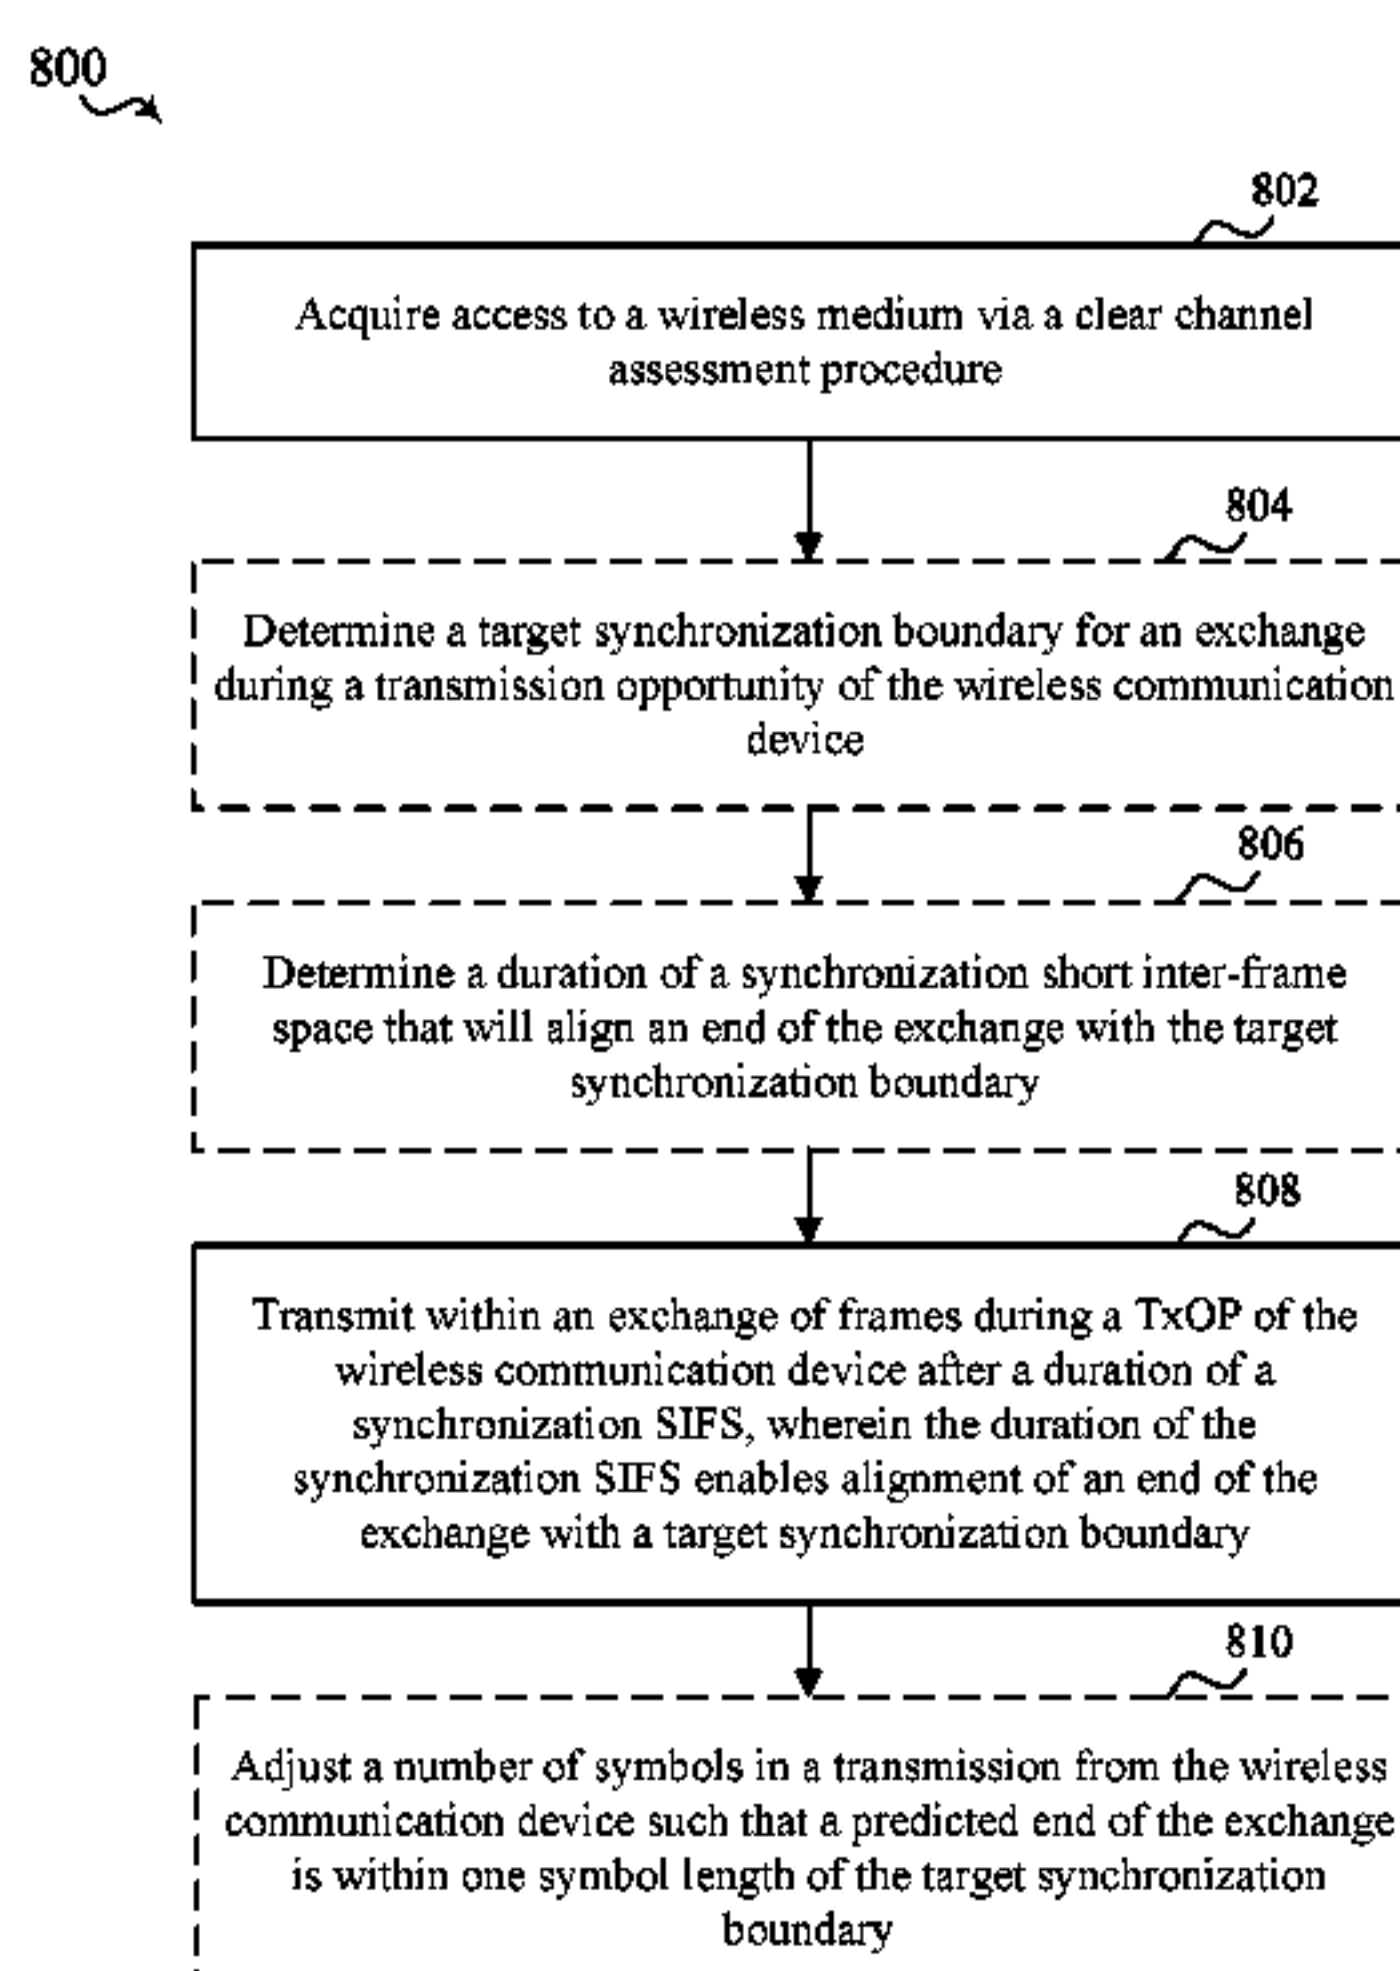 800
802
Acquire access to a wireless medium via a clear channel
assessment procedure
804
Determine a target synchronization boundary for an exchange
during a transmission opportunity of the wireless communication
device
806
Determine a duration of a synchronization short inter-frame
space that will align an end of the exchange with the target
synchronization boundary
808
Transmit within an exchange of frames during a TxOP of the
wireless communication device after a duration of a
synchronization SIFS, wherein the duration of the
synchronization SIFS enables alignment of an end of the
exchange with a target synchronization boundary
810
Adjust a number of symbols in a transmission from the wireless
communication device such that a predicted end of the exchange
is within one symbol length of the target synchronization
boundary